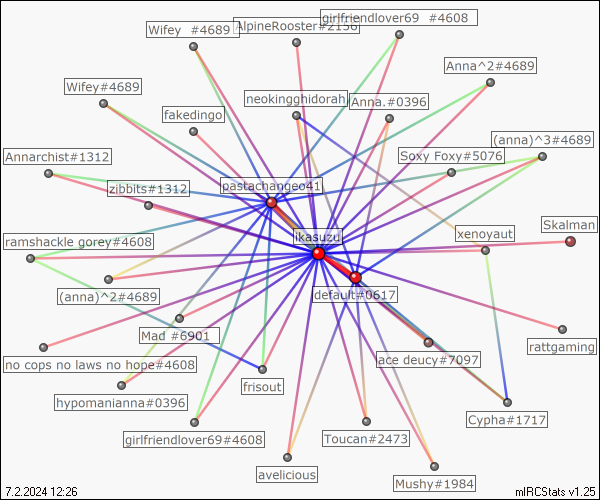 girlfriendlover69 #4608
Wifey #4689
AlpineRooster#2156
Anna^2#4689
Wifey#4689
neokingghidorah
Anna.#0396
fakedingo
(anna)^3#4689
Annarchist#1312
Soxy Foxy#5076
zibbits#1312
pastachangeo41
Skalman
ikasuzu
xenoyaut
ramshackle gorey#4608
(anna)^2#4689
default#0617
Mad #6901
rattgaming
no cops no laws no hope#4608
ace deucy#7097
frisout
hypomanianna#0396
Cypha#1717
girlfriendlover69#4608
Toucan#2473
avelicious
Mushy#1984
7.2.2024 12:26
mIRCStats v1.25